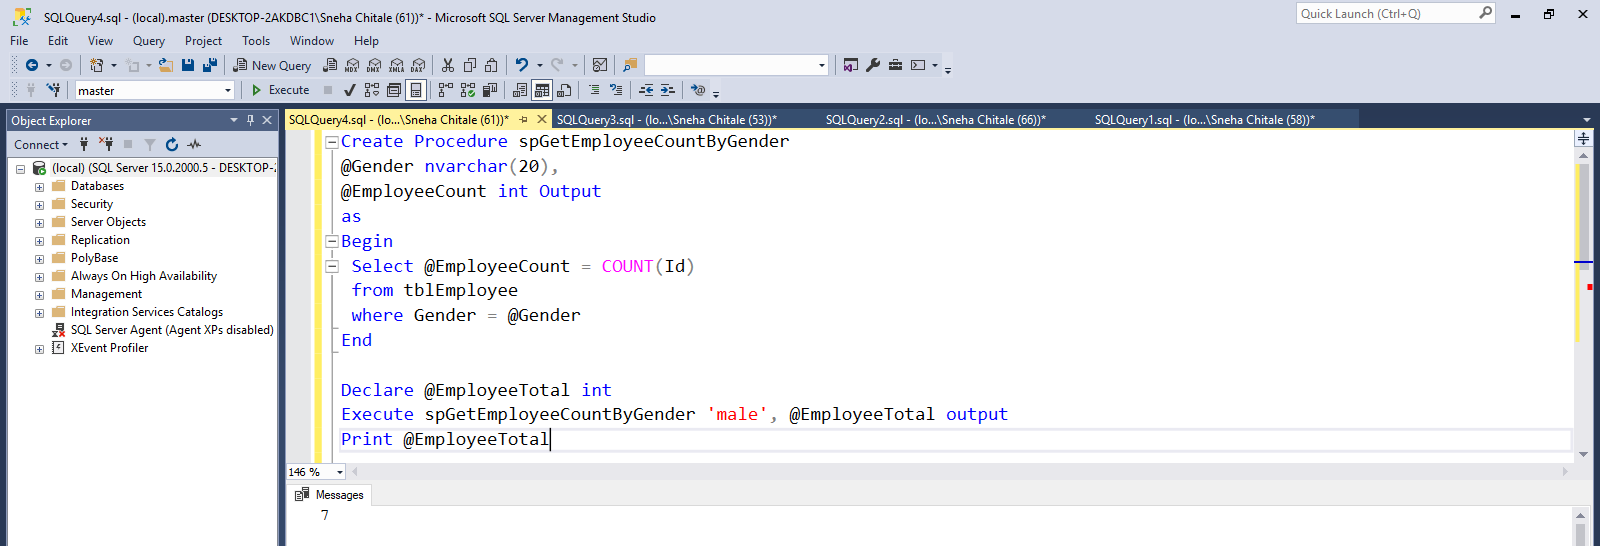 SQLQuery4.sql - (local).master (DESKTOP-2AKDBC1\Sneha Chitale (61))* - Microsoft SQL Server Management Studio
Quick Launch (Ctrl+Q)
File Edit View Query Project Tools Window Help
New Query MDX DMX XMLA DAX
master Execute
Object Explorer
Connect
(local) (SQL Server 15.0.2000.5 - DESKTOP-2
Databases
Security
Server Objects
Replication
PolyBase
Always On High Availability
Management
Integration Services Catalogs
SQL Server Agent (Agent XPs disabled)
XEvent Profiler
SQLQuery4.sql - (lo...\Sneha Chitale (61))* SQLQuery3.sql - (lo...\Sneha Chitale (53))* SQLQuery2.sql - (lo...\Sneha Chitale (66))* SQLQuery1.sql - (lo...\Sneha Chitale (58))*
Create Procedure spGetEmployeeCountByGender
@Gender nvarchar(20),
@EmployeeCount int Output
as
Begin
Select @EmployeeCount = COUNT(Id)
from tblEmployee
where Gender = @Gender
End
Declare @EmployeeTotal int
Execute spGetEmployeeCountByGender 'male', @EmployeeTotal output
Print @EmployeeTotal
146 %
Messages
7